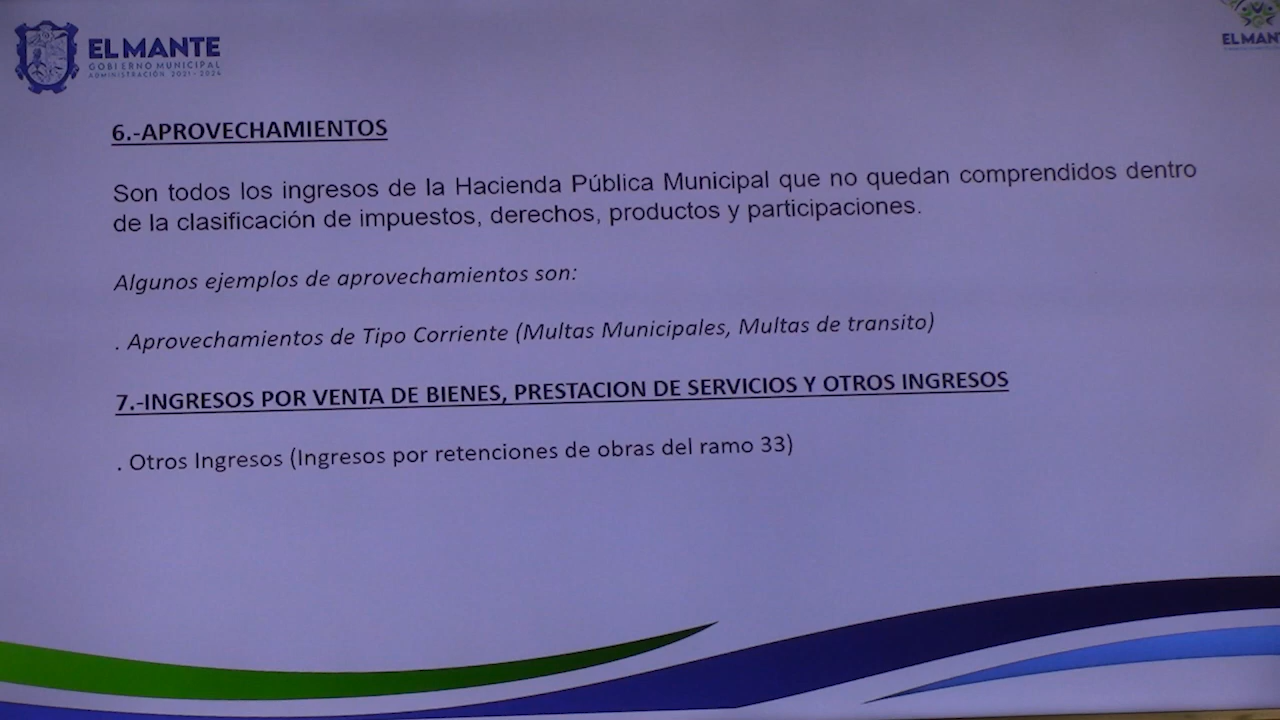 EL MANTE
GOBIERNO MUNICIPAL
ADMINISTRACIÓN 2021 - 2024
EL MANT
6.-APROVECHAMIENTOS
Son todos los ingresos de la Hacienda Pública Municipal que no quedan comprendidos dentro
de la clasificación de impuestos, derechos, productos y participaciones.
Algunos ejemplos de aprovechamientos son:
. Aprovechamientos de Tipo Corriente (Multas Municipales, Multas de transito)
7.-INGRESOS POR VENTA DE BIENES, PRESTACION DE SERVICIOS Y OTROS INGRESOS
. Otros Ingresos (Ingresos por retenciones de obras del ramo 33)